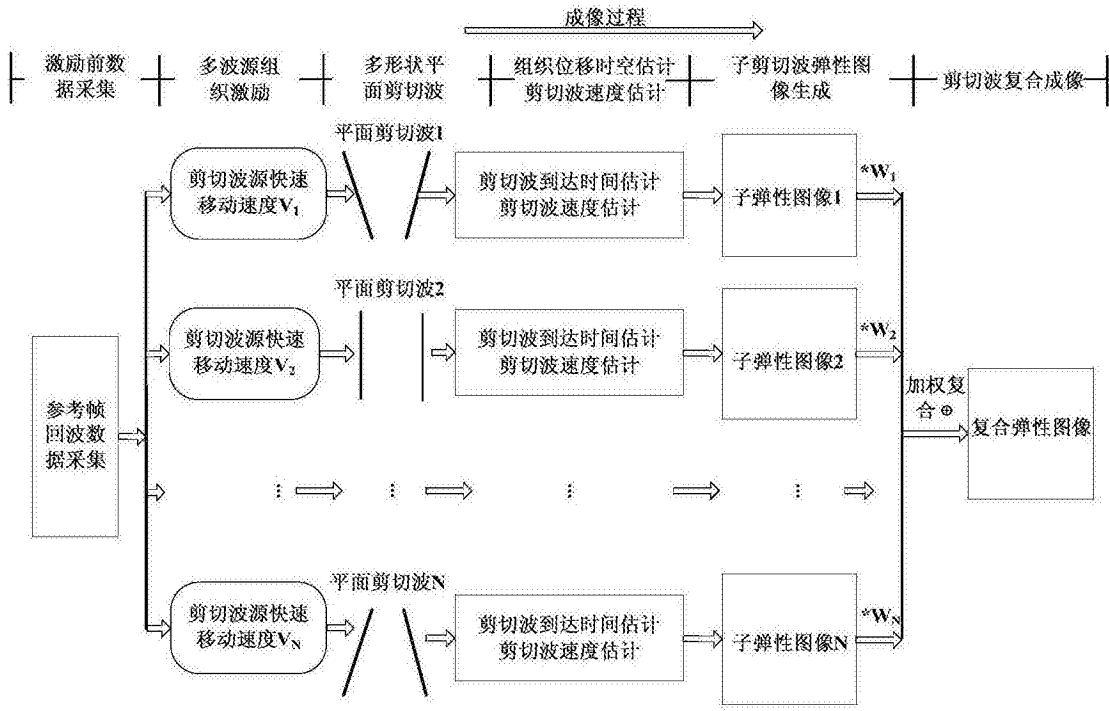 成像过程
激励前数
据采集
多波源组
织激励
多形状平
面剪切波
组织位移时空估计
剪切波速度估计
子剪切波弹性图
像生成
剪切波复合成像
平面剪切波1
剪切波源快速
移动速度V1
剪切波到达时间估计
剪切波速度估计
子弹性图像1
*W1
平面剪切波2
剪切波源快速
移动速度V2
剪切波到达时间估计
剪切波速度估计
子弹性图像2
*W2
参考帧
回波数
据采集
加权复
合⊕
复合弹性图像
⋮ ⋮ ⋮ ⋮
平面剪切波N
剪切波源快速
移动速度VN
剪切波到达时间估计
剪切波速度估计
子弹性图像N
*WN